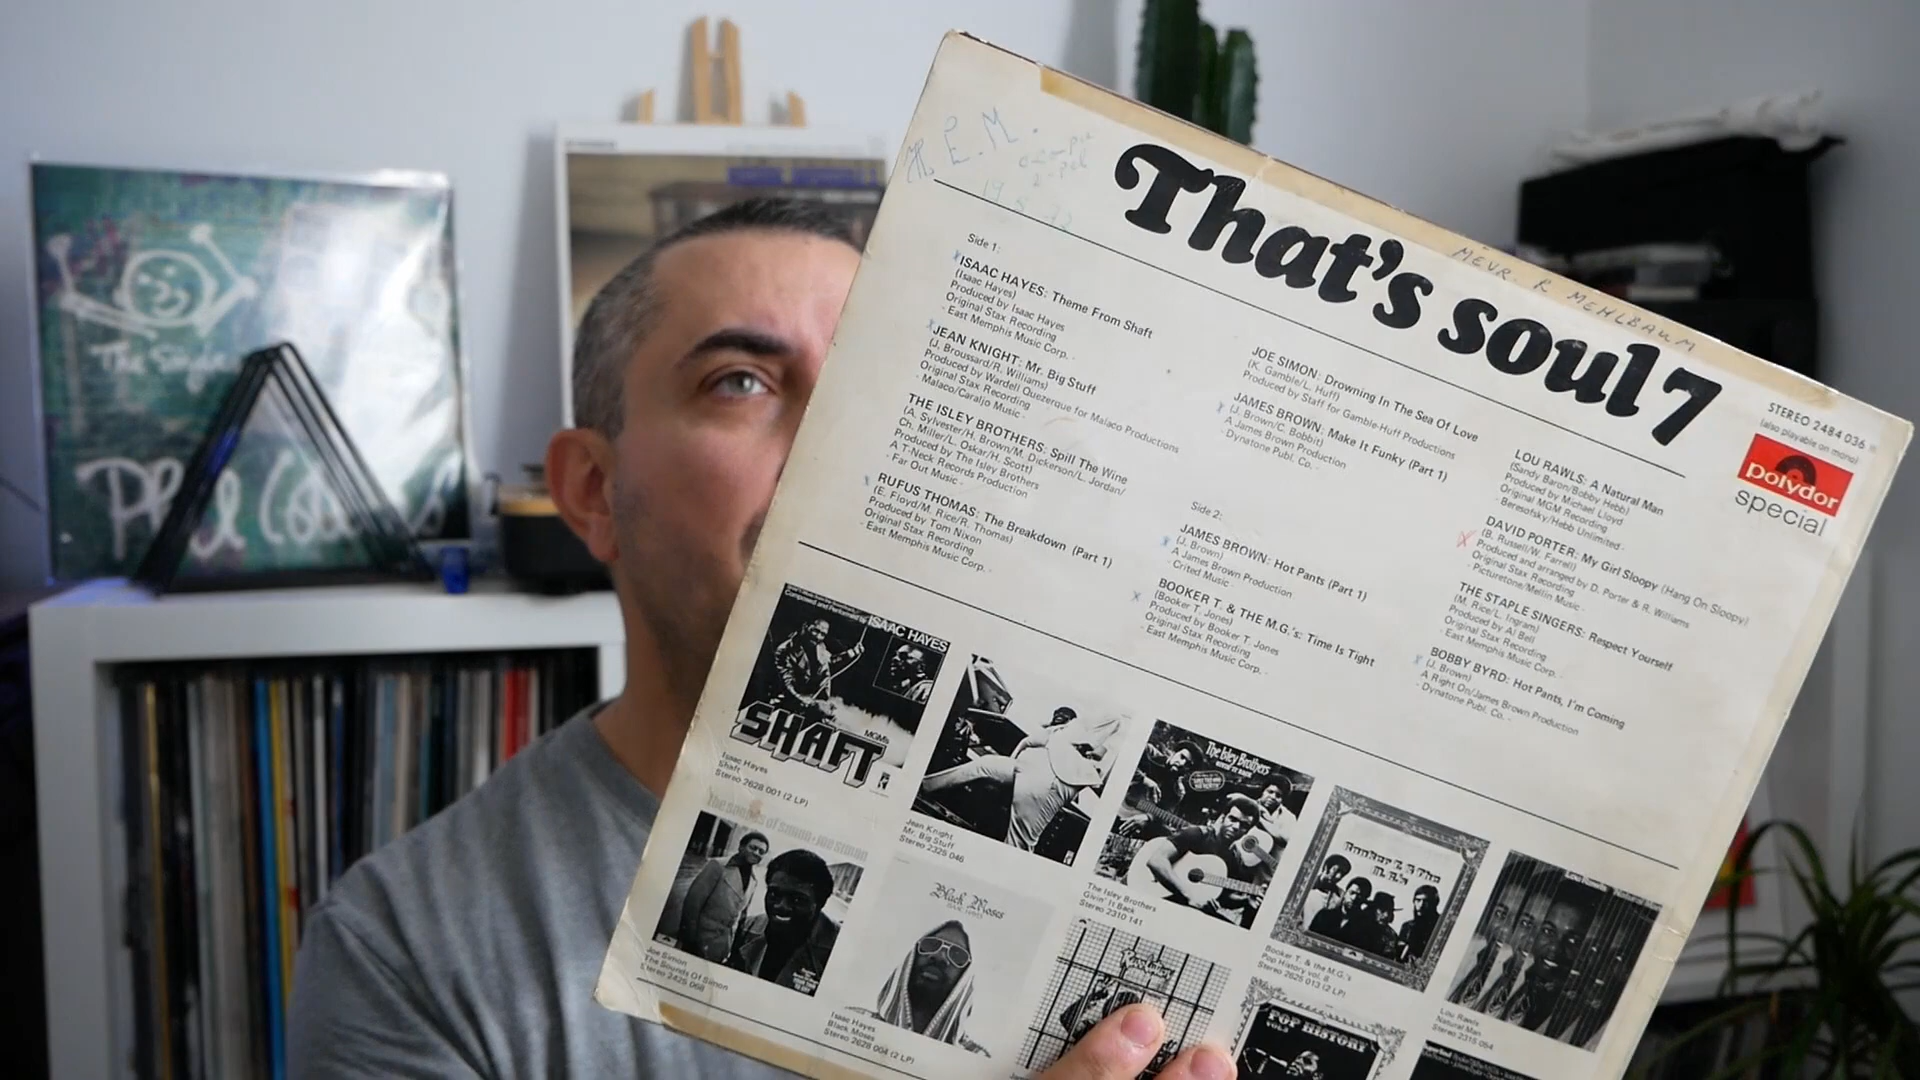 R.E.M.
That's soul 7
MEVR. R MEHLBAUM
STEREO 2484 036
(also playable on mono)
polydor
special
Side 1:
ISAAC HAYES: Theme From Shaft
(Isaac Hayes)
Produced by Isaac Hayes
Original Stax Recording
- East Memphis Music Corp. -
JEAN KNIGHT: Mr. Big Stuff
(J. Broussard/R. Williams)
Produced by Wardell Quezerque for Malaco Productions
Original Stax Recording
- Malaco/Caraljo Music -
THE ISLEY BROTHERS: Spill The Wine
(A. Sylvester/H. Brown/M. Dickerson/L. Jordan/
Ch. Miller/L. Oskar/H. Scott)
Produced by The Isley Brothers
A T-Neck Records Production
- Far Out Music -
RUFUS THOMAS: The Breakdown (Part 1)
(E. Floyd/M. Rice/R. Thomas)
Produced by Tom Nixon
Original Stax Recording
- East Memphis Music Corp. -
JOE SIMON: Drowning In The Sea Of Love
(K. Gamble/L. Huff)
Produced by Staff for Gamble-Huff Productions
JAMES BROWN: Make It Funky (Part 1)
(J. Brown/C. Bobbit)
A James Brown Production
- Dynatone Publ. Co. -
Side 2:
JAMES BROWN: Hot Pants (Part 1)
(J. Brown)
A James Brown Production
- Crited Music -
BOOKER T. & THE M.G.'s: Time Is Tight
(Booker T. Jones)
Produced by Booker T. Jones
Original Stax Recording
- East Memphis Music Corp. -
LOU RAWLS: A Natural Man
(Sandy Baron/Bobby Hebb)
Produced by Michael Lloyd
Original MGM Recording
- Beresofsky/Hebb Unlimited -
DAVID PORTER: My Girl Sloopy (Hang On Sloopy)
(B. Russell/W. Farrell)
Produced and arranged by D. Porter & R. Williams
Original Stax Recording
- Picturetone/Mellin Music -
THE STAPLE SINGERS: Respect Yourself
(M. Rice/L. Ingram)
Produced by Al Bell
Original Stax Recording
- East Memphis Music Corp. -
BOBBY BYRD: Hot Pants, I'm Coming
(J. Brown)
A Right On/James Brown Production
- Dynatone Publ. Co. -
ISAAC HAYES
MGM's
SHAFT
Isaac Hayes
Shaft
Stereo 2628 001 (2 LP)
Jean Knight
Mr. Big Stuff
Stereo 2325 046
The Isley Brothers
The Isley Brothers
Givin' It Back
Stereo 2310 141
Booker T. & The M.G.'s
Booker T. & the M.G.'s
Pop History vol. 8
Stereo 2625 013 (2 LP)
Lou Rawls
Natural Man
Stereo 2315 054
The sounds of simon · joe simon
Joe Simon
The Sounds Of Simon
Black Moses
Isaac Hayes
Black Moses
Stereo 2628 004 (2 LP)
POP HISTORY
The Singles
Phil Collins